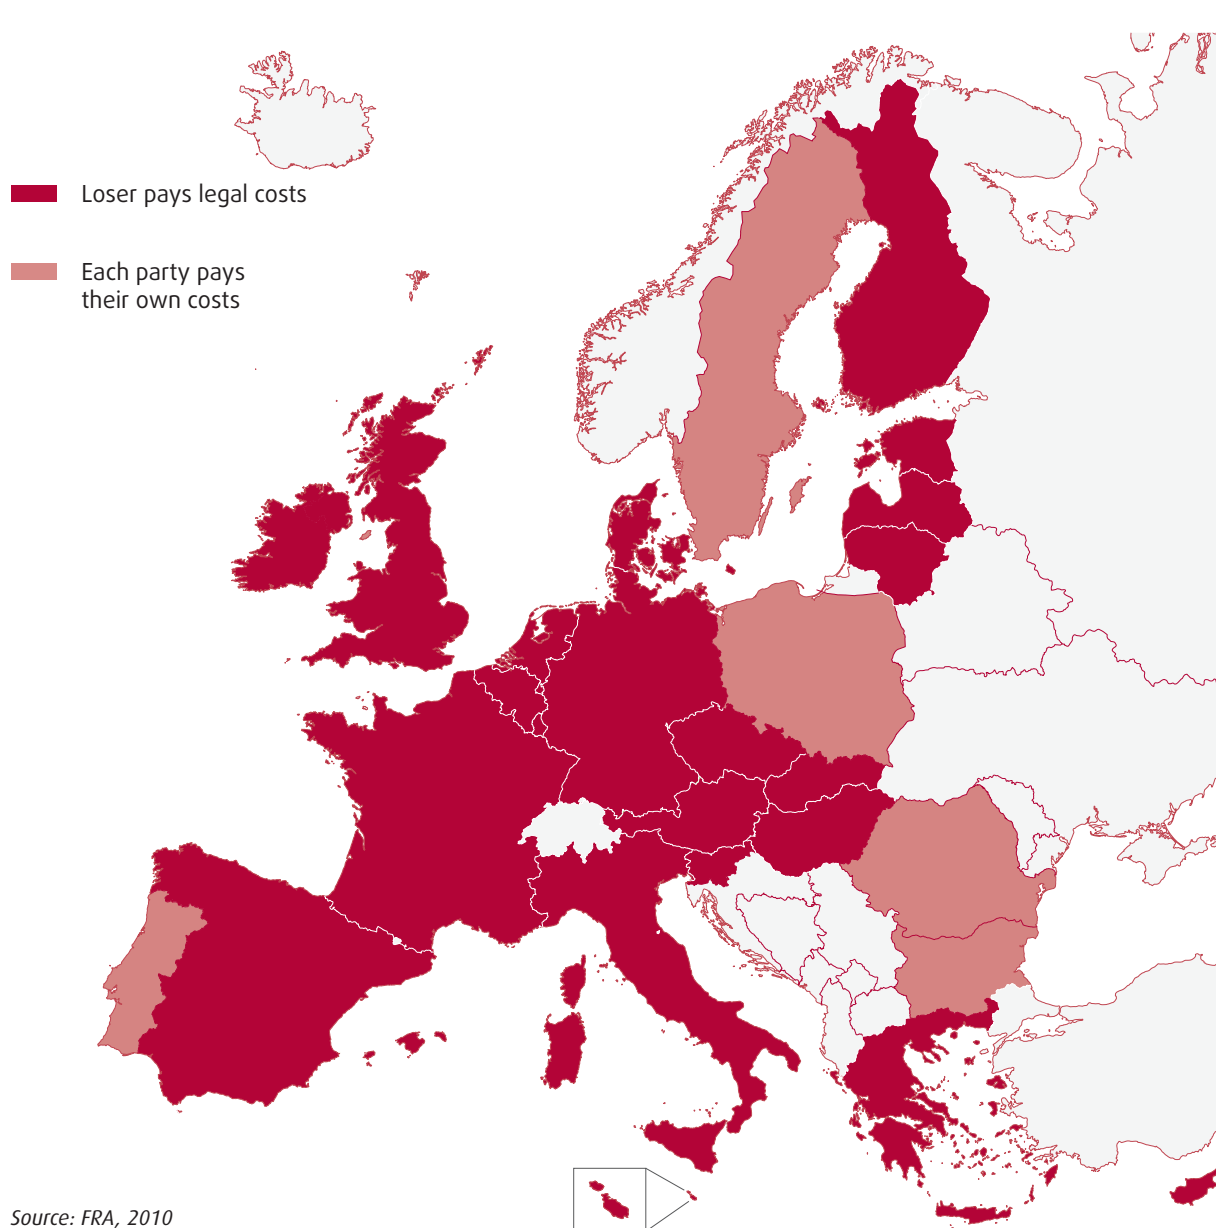 Loser pays legal costs
Each party pays
their own costs
Source: FRA, 2010